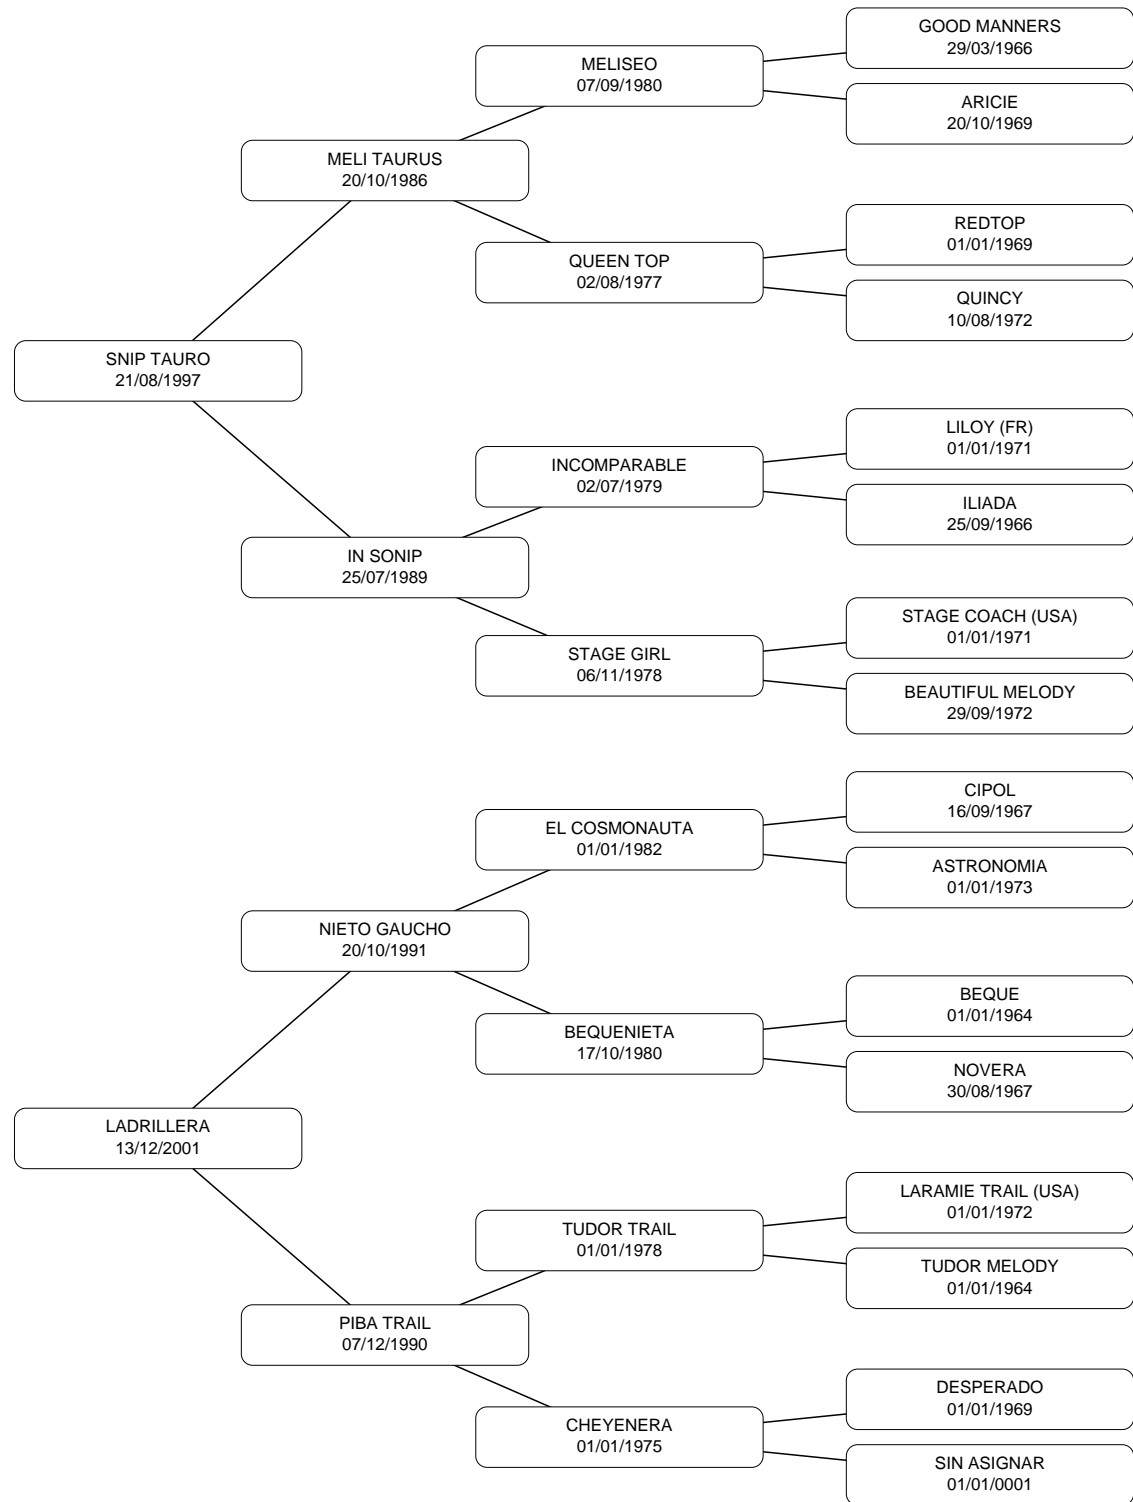 GOOD MANNERS
29/03/1966
MELISEO
07/09/1980
ARICIE
20/10/1969
MELI TAURUS
20/10/1986
REDTOP
01/01/1969
QUEEN TOP
02/08/1977
QUINCY
10/08/1972
SNIP TAURO
21/08/1997
LILOY (FR)
01/01/1971
INCOMPARABLE
02/07/1979
ILIADA
25/09/1966
IN SONIP
25/07/1989
STAGE COACH (USA)
01/01/1971
STAGE GIRL
06/11/1978
BEAUTIFUL MELODY
29/09/1972
CIPOL
16/09/1967
EL COSMONAUTA
01/01/1982
ASTRONOMIA
01/01/1973
NIETO GAUCHO
20/10/1991
BEQUE
01/01/1964
BEQUENIETA
17/10/1980
NOVERA
30/08/1967
LADRILLERA
13/12/2001
LARAMIE TRAIL (USA)
01/01/1972
TUDOR TRAIL
01/01/1978
TUDOR MELODY
01/01/1964
PIBA TRAIL
07/12/1990
DESPERADO
01/01/1969
CHEYENERA
01/01/1975
SIN ASIGNAR
01/01/0001